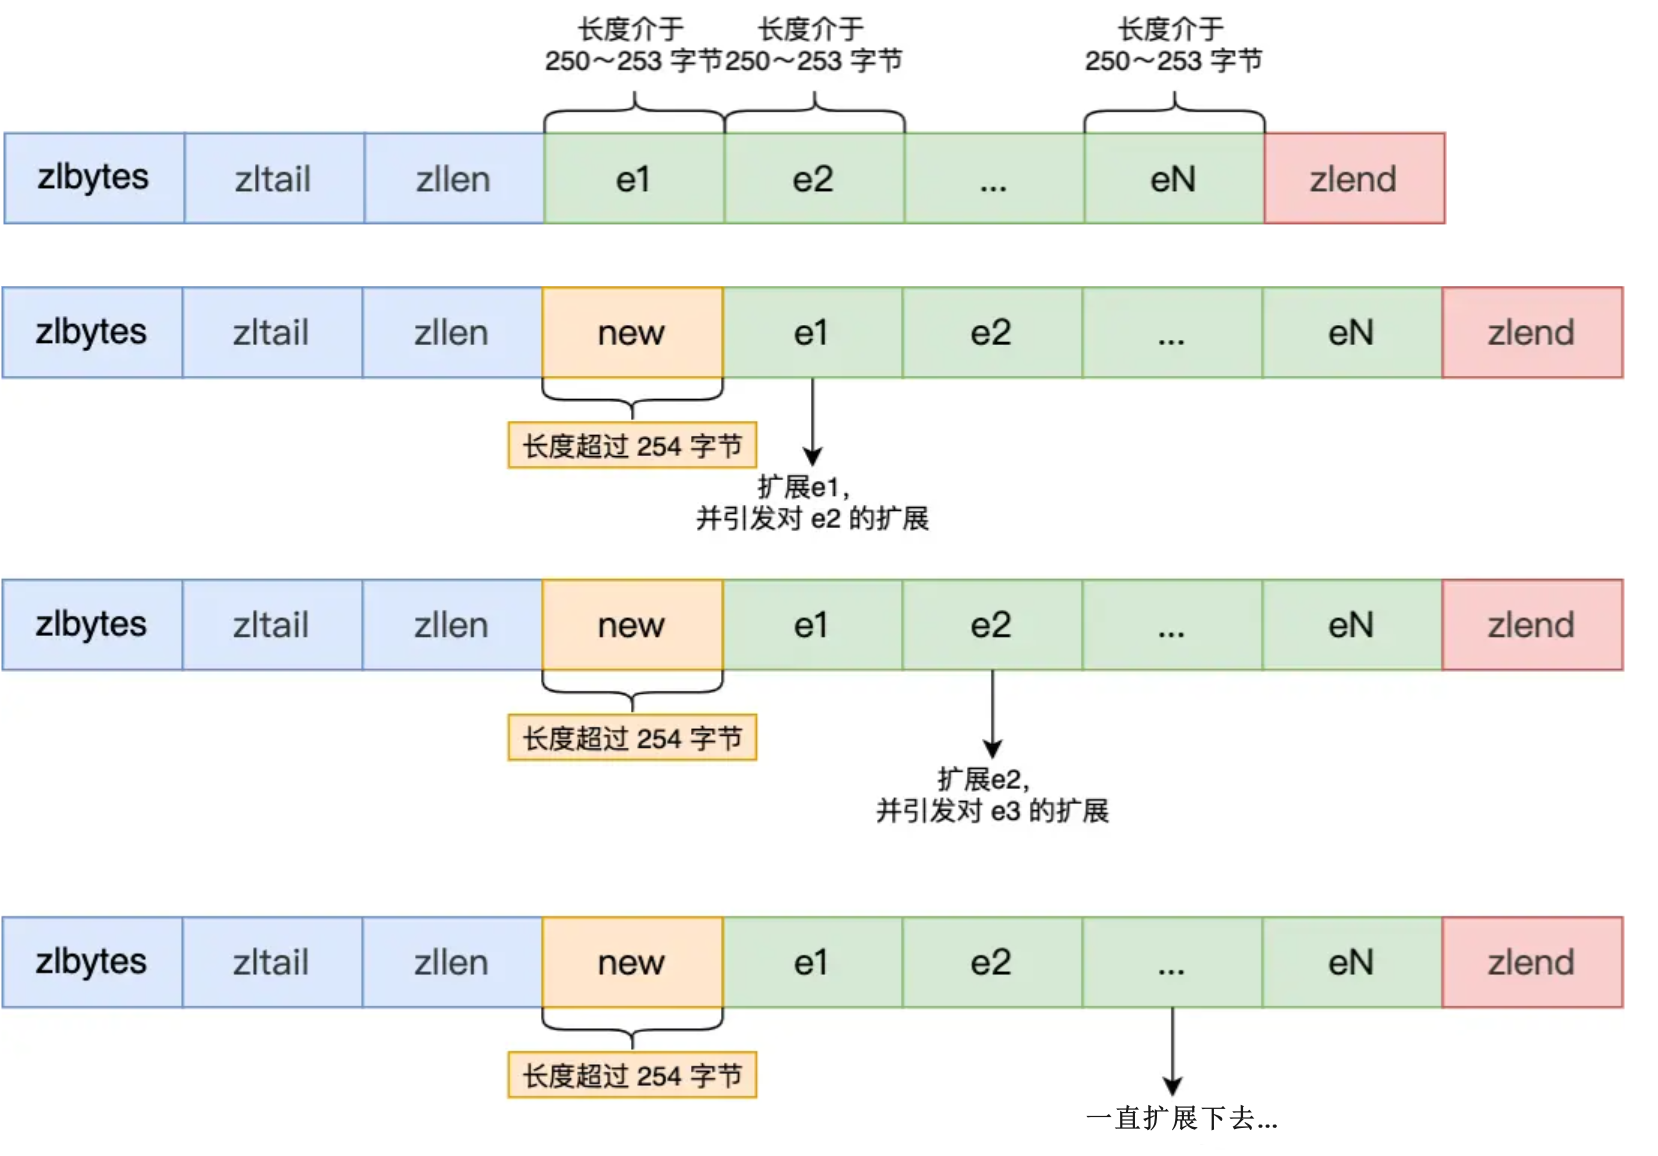 长度介于 长度介于 长度介于
250～253 字节 250～253 字节 250～253 字节
zlbytes zltail zllen e1 e2 ... eN zlend
zlbytes zltail zllen new e1 e2 ... eN zlend
长度超过 254 字节
扩展e1，
并引发对 e2 的扩展
zlbytes zltail zllen new e1 e2 ... eN zlend
长度超过 254 字节
扩展e2，
并引发对 e3 的扩展
zlbytes zltail zllen new e1 e2 ... eN zlend
长度超过 254 字节
一直扩展下去...